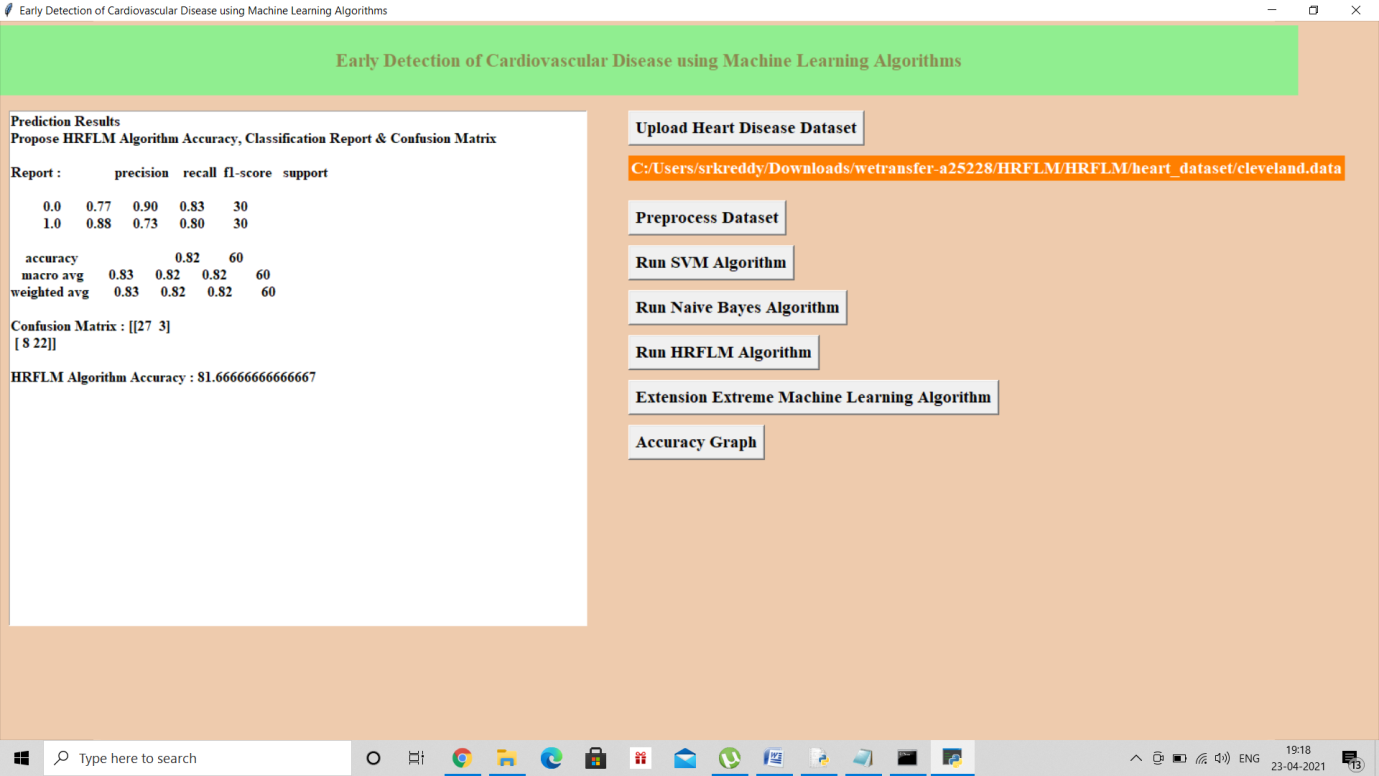 Early Detection of Cardiovascular Disease using Machine Learning Algorithms
Early Detection of Cardiovascular Disease using Machine Learning Algorithms
Prediction Results
Propose HRFLM Algorithm Accuracy, Classification Report & Confusion Matrix
Report : precision recall f1-score support
0.0 0.77 0.90 0.83 30
1.0 0.88 0.73 0.80 30
accuracy 0.82 60
macro avg 0.83 0.82 0.82 60
weighted avg 0.83 0.82 0.82 60
Confusion Matrix : [[27 3]
[ 8 22]]
HRFLM Algorithm Accuracy : 81.66666666666667
Upload Heart Disease Dataset
C:/Users/srkreddy/Downloads/wetransfer-a25228/HRFLM/HRFLM/heart_dataset/cleveland.data
Preprocess Dataset
Run SVM Algorithm
Run Naive Bayes Algorithm
Run HRFLM Algorithm
Extension Extreme Machine Learning Algorithm
Accuracy Graph
Type here to search
ENG
19:18
23-04-2021
13